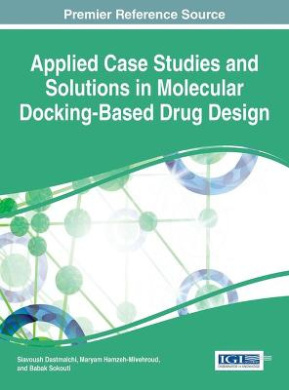 Premier Reference Source
Applied Case Studies and
Solutions in Molecular
Docking-Based Drug Design
Siavoush Dastmalchi, Maryam Hamzeh-Mivehroud,
and Babak Sokouti
IGI